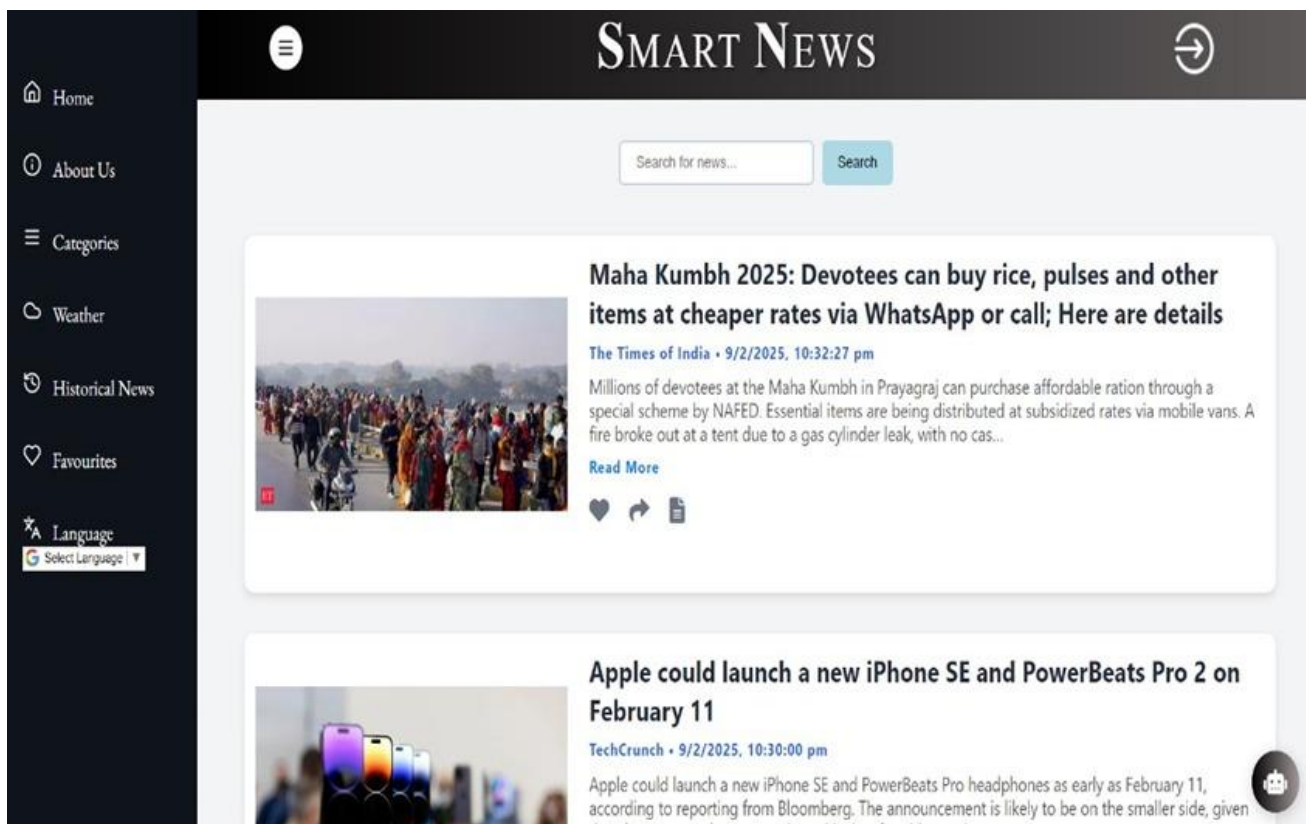 SMART NEWS
Home
About Us
Categories
Weather
Historical News
Favourites
Language
Select Language
Search for news...
Search
Maha Kumbh 2025: Devotees can buy rice, pulses and other
items at cheaper rates via WhatsApp or call; Here are details
The Times of India • 9/2/2025, 10:32:27 pm
Millions of devotees at the Maha Kumbh in Prayagraj can purchase affordable ration through a
special scheme by NAFED. Essential items are being distributed at subsidized rates via mobile vans. A
fire broke out at a tent due to a gas cylinder leak, with no cas...
Read More
ET
Apple could launch a new iPhone SE and PowerBeats Pro 2 on
February 11
TechCrunch • 9/2/2025, 10:30:00 pm
Apple could launch a new iPhone SE and PowerBeats Pro headphones as early as February 11,
according to reporting from Bloomberg. The announcement is likely to be on the smaller side, given